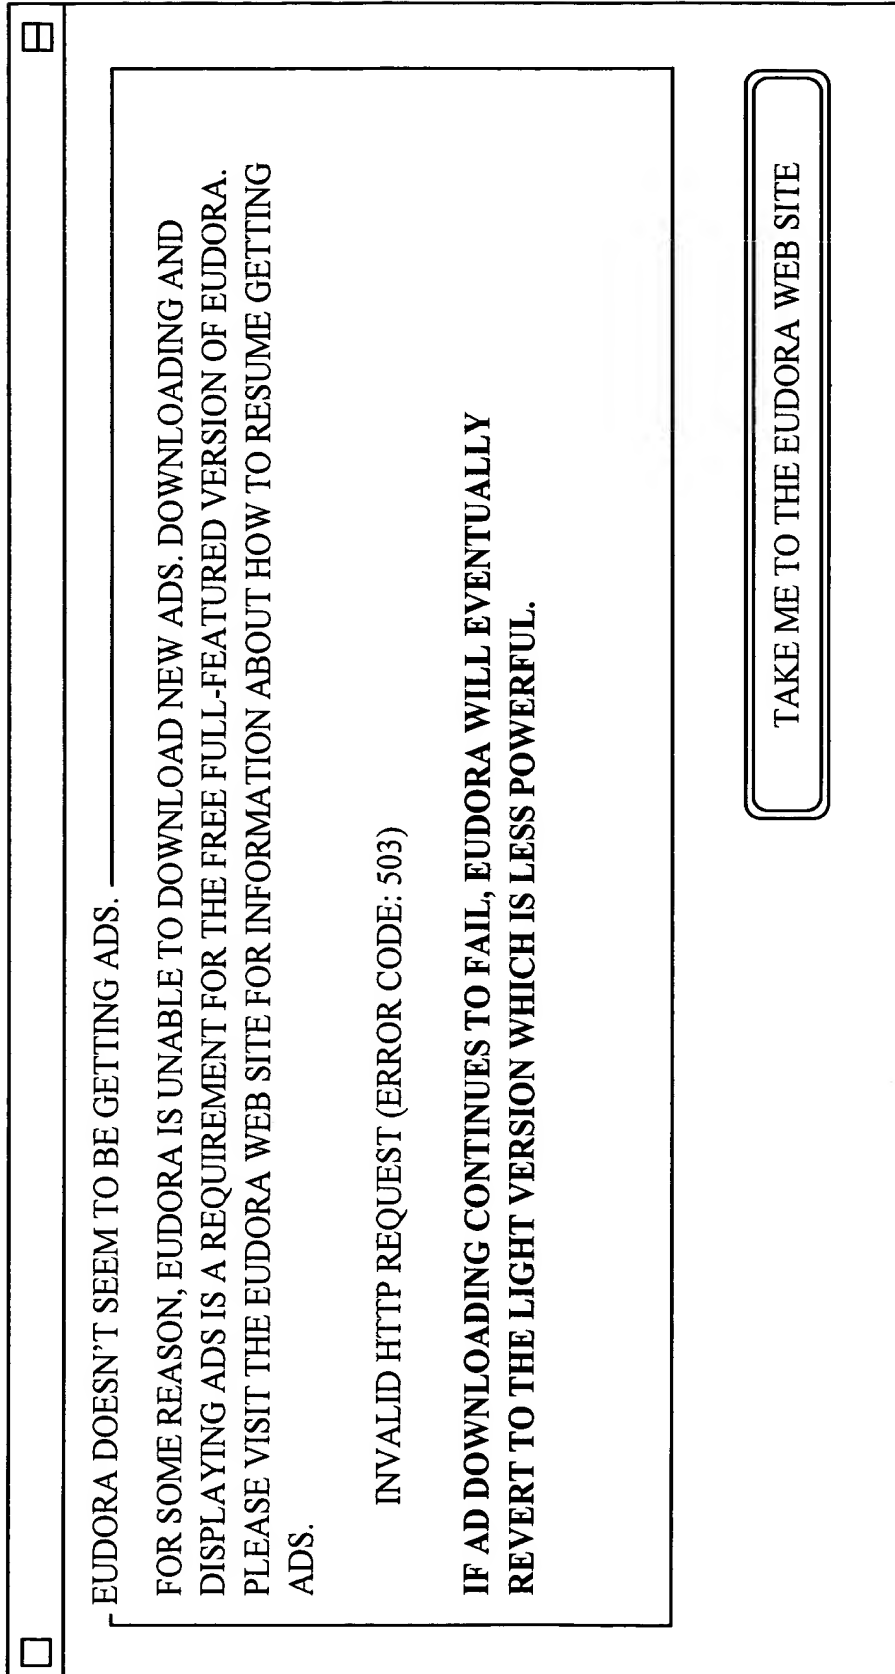 EUDORA DOESN'T SEEM TO BE GETTING ADS.
FOR SOME REASON, EUDORA IS UNABLE TO DOWNLOAD NEW ADS. DOWNLOADING AND
DISPLAYING ADS IS A REQUIREMENT FOR THE FREE FULL-FEATURED VERSION OF EUDORA.
PLEASE VISIT THE EUDORA WEB SITE FOR INFORMATION ABOUT HOW TO RESUME GETTING
ADS.
INVALID HTTP REQUEST (ERROR CODE: 503)
IF AD DOWNLOADING CONTINUES TO FAIL, EUDORA WILL EVENTUALLY
REVERT TO THE LIGHT VERSION WHICH IS LESS POWERFUL.
TAKE ME TO THE EUDORA WEB SITE